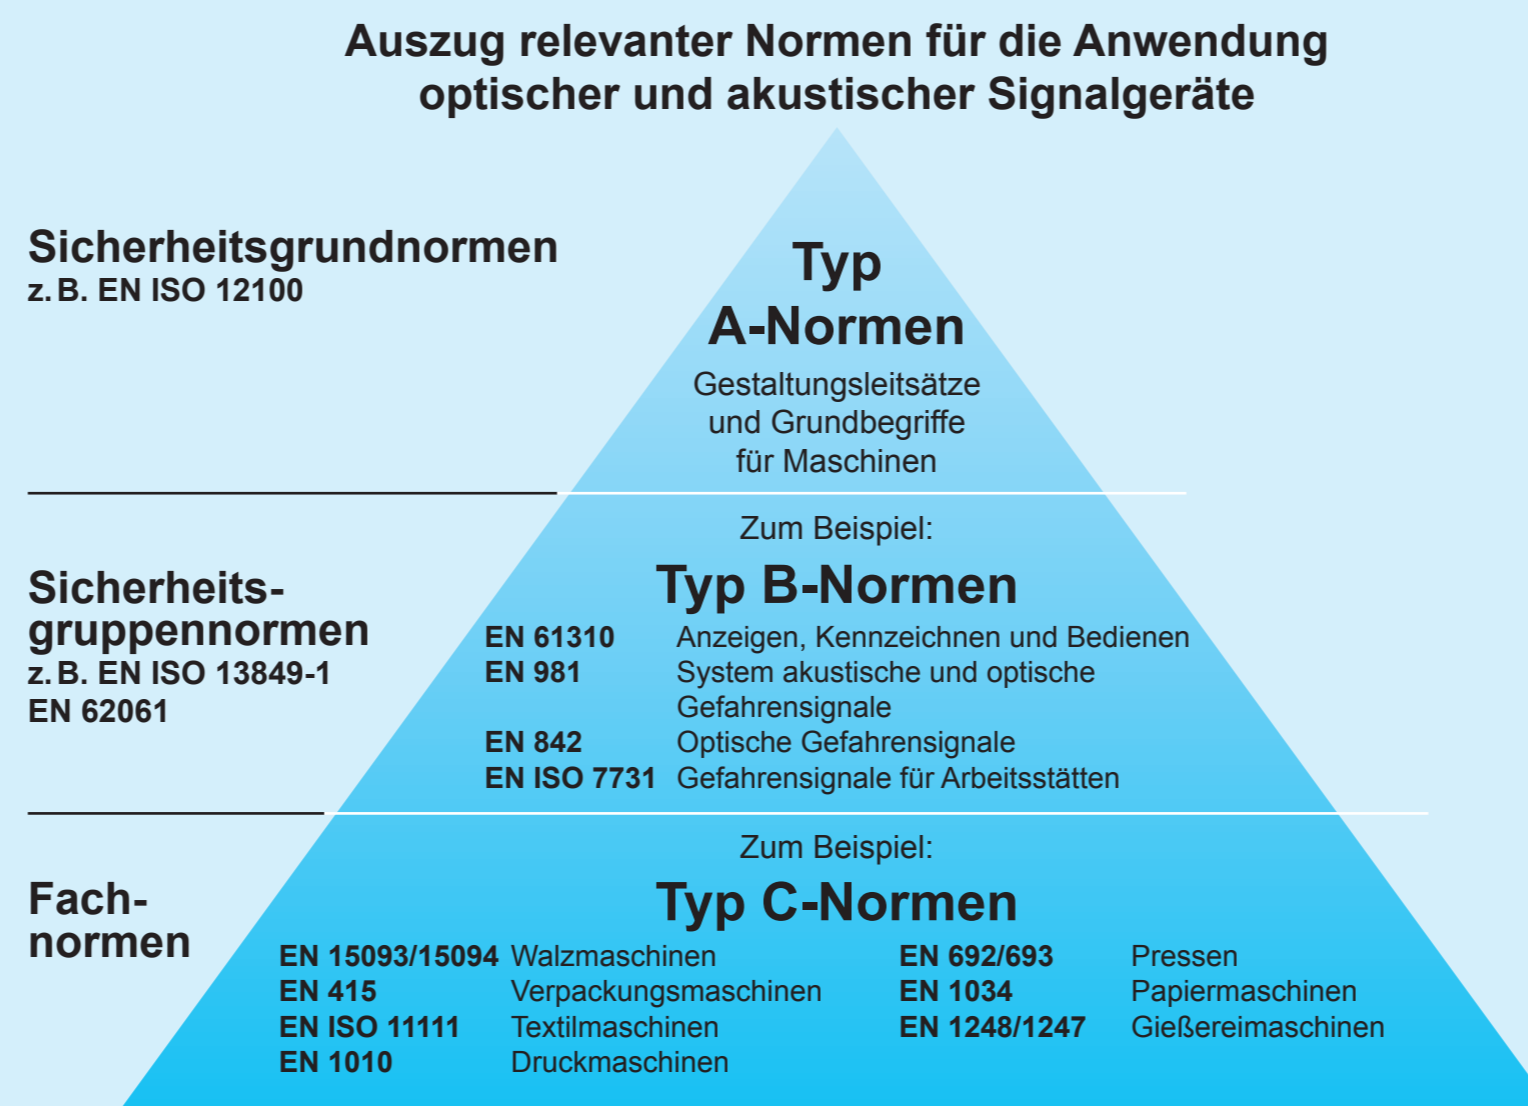 Auszug relevanter Normen für die Anwendung
optischer und akustischer Signalgeräte
Sicherheitsgrundnormen
z. B. EN ISO 12100
Typ
A-Normen
Gestaltungsleitsätze
und Grundbegriffe
für Maschinen
Sicherheits-
gruppennormen
z. B. EN ISO 13849-1
EN 62061
Zum Beispiel:
Typ B-Normen
EN 61310 Anzeigen, Kennzeichnen und Bedienen
EN 981 System akustische und optische
Gefahrensignale
EN 842 Optische Gefahrensignale
EN ISO 7731 Gefahrensignale für Arbeitsstätten
Fach-
normen
Zum Beispiel:
Typ C-Normen
EN 15093/15094 Walzmaschinen
EN 415 Verpackungsmaschinen
EN ISO 11111 Textilmaschinen
EN 1010 Druckmaschinen
EN 692/693 Pressen
EN 1034 Papiermaschinen
EN 1248/1247 Gießereimaschinen